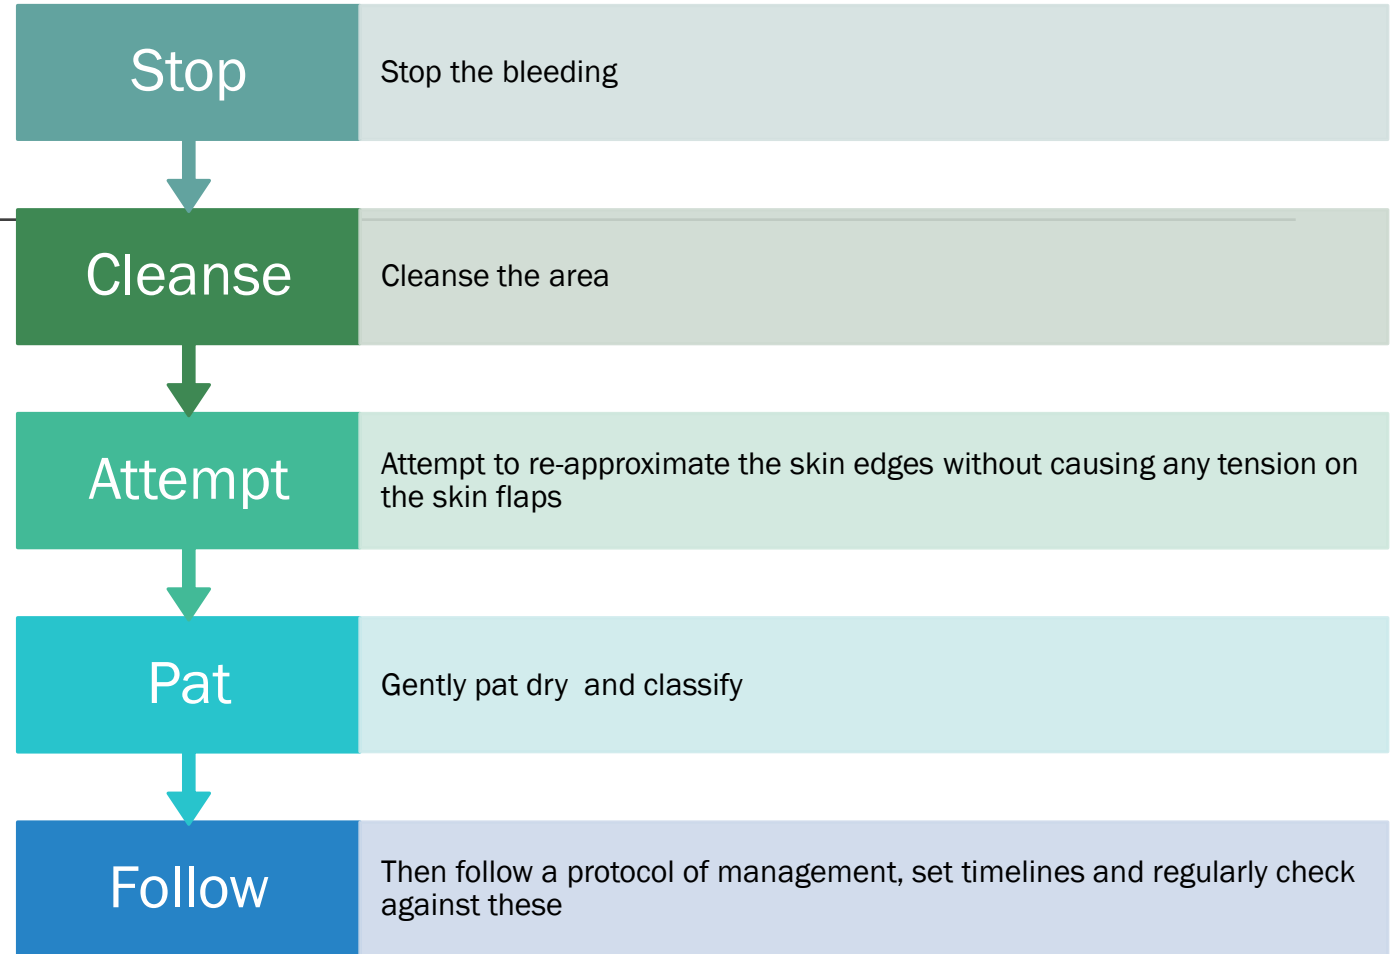 Stop
Stop the bleeding
Cleanse
Cleanse the area
Attempt
Attempt to re-approximate the skin edges without causing any tension on
the skin flaps
Pat
Gently pat dry  and classify
Follow
Then follow a protocol of management, set timelines and regularly check
against these